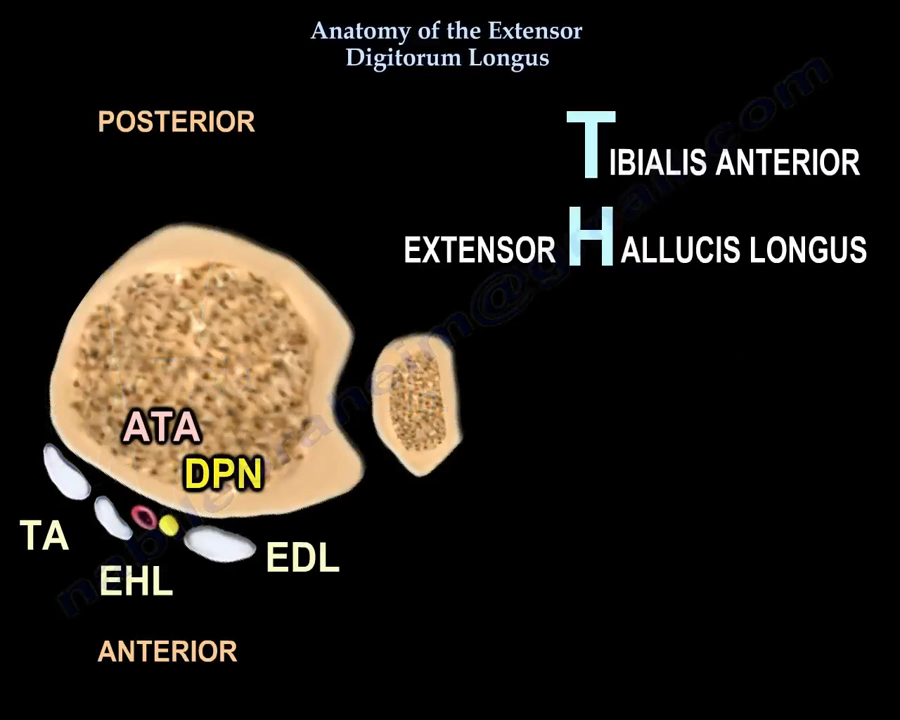 Anatomy of the Extensor
Digitorum Longus
POSTERIOR
TIBIALIS ANTERIOR
EXTENSOR HALLUCIS LONGUS
ATA
DPN
TA
EHL
EDL
ANTERIOR